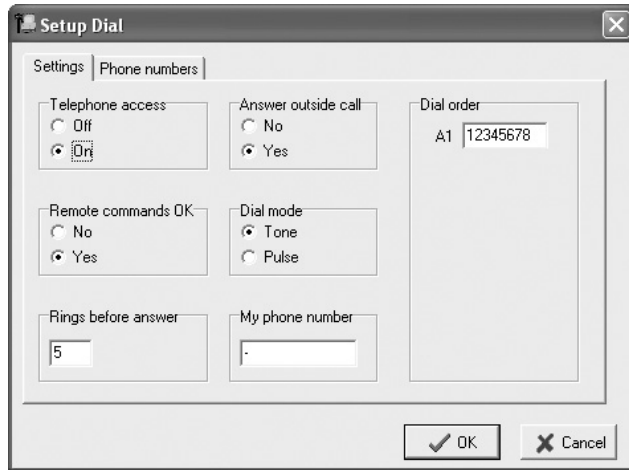 Setup Dial
Settings Phone numbers
Telephone access
Off
On
Answer outside call
No
Yes
Dial order
A1 12345678
Remote commands OK
No
Yes
Dial mode
Tone
Pulse
Rings before answer
5
My phone number
-
OK Cancel